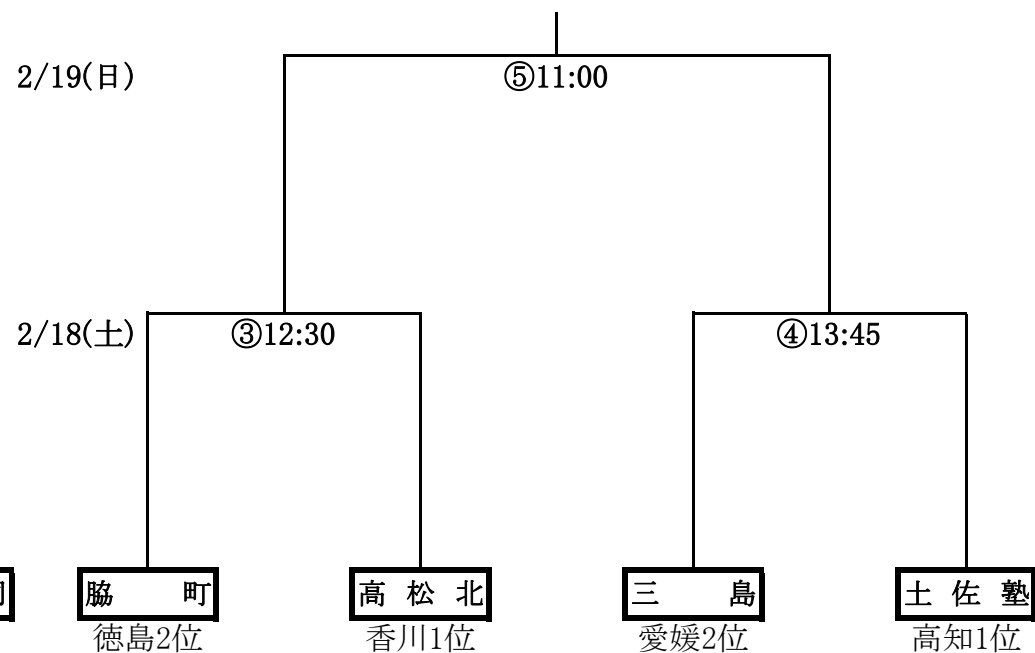 2/19(日)
⑤11:00
2/18(土)
③12:30
④13:45
脇 町
高 松 北
三 島
土 佐 塾
徳島2位
香川1位
愛媛2位
高知1位